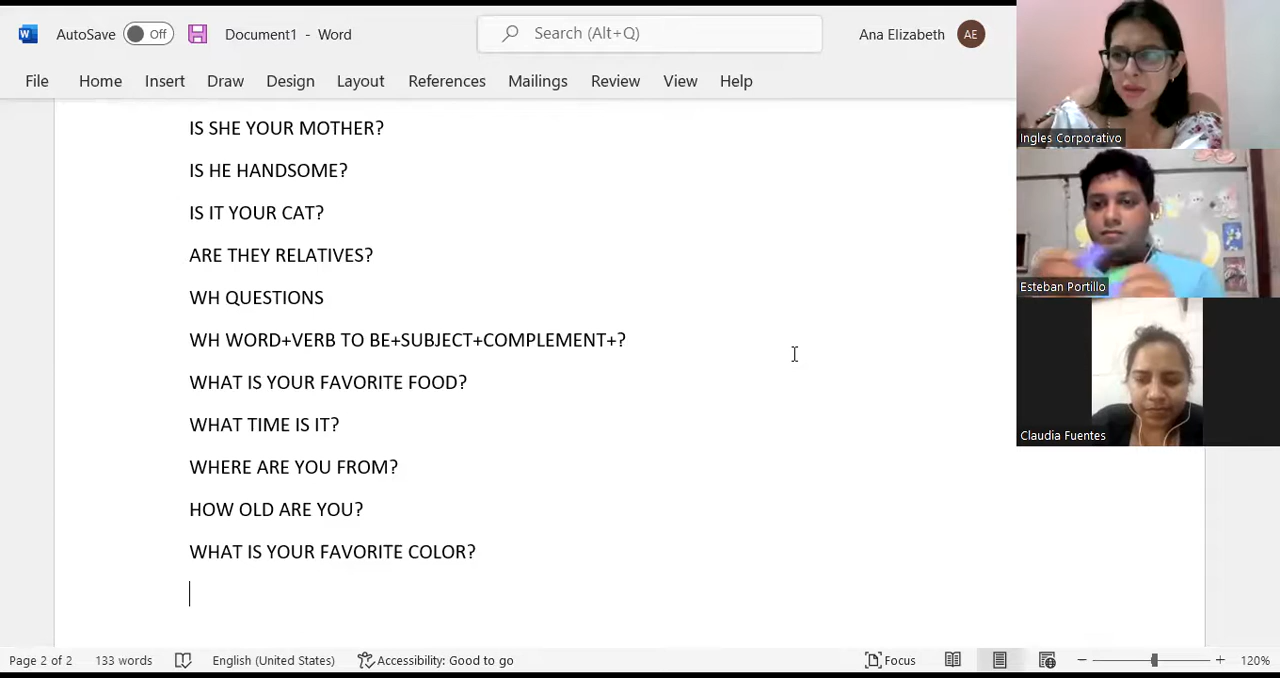 AutoSave Off Document1 - Word Search (Alt+Q) Ana Elizabeth AE
File Home Insert Draw Design Layout References Mailings Review View Help
IS SHE YOUR MOTHER?
IS HE HANDSOME?
IS IT YOUR CAT?
ARE THEY RELATIVES?
WH QUESTIONS
WH WORD+VERB TO BE+SUBJECT+COMPLEMENT+?
WHAT IS YOUR FAVORITE FOOD?
WHAT TIME IS IT?
WHERE ARE YOU FROM?
HOW OLD ARE YOU?
WHAT IS YOUR FAVORITE COLOR?
Ingles Corporativo
Esteban Portillo
Claudia Fuentes
Page 2 of 2 133 words English (United States) Accessibility: Good to go Focus 120%